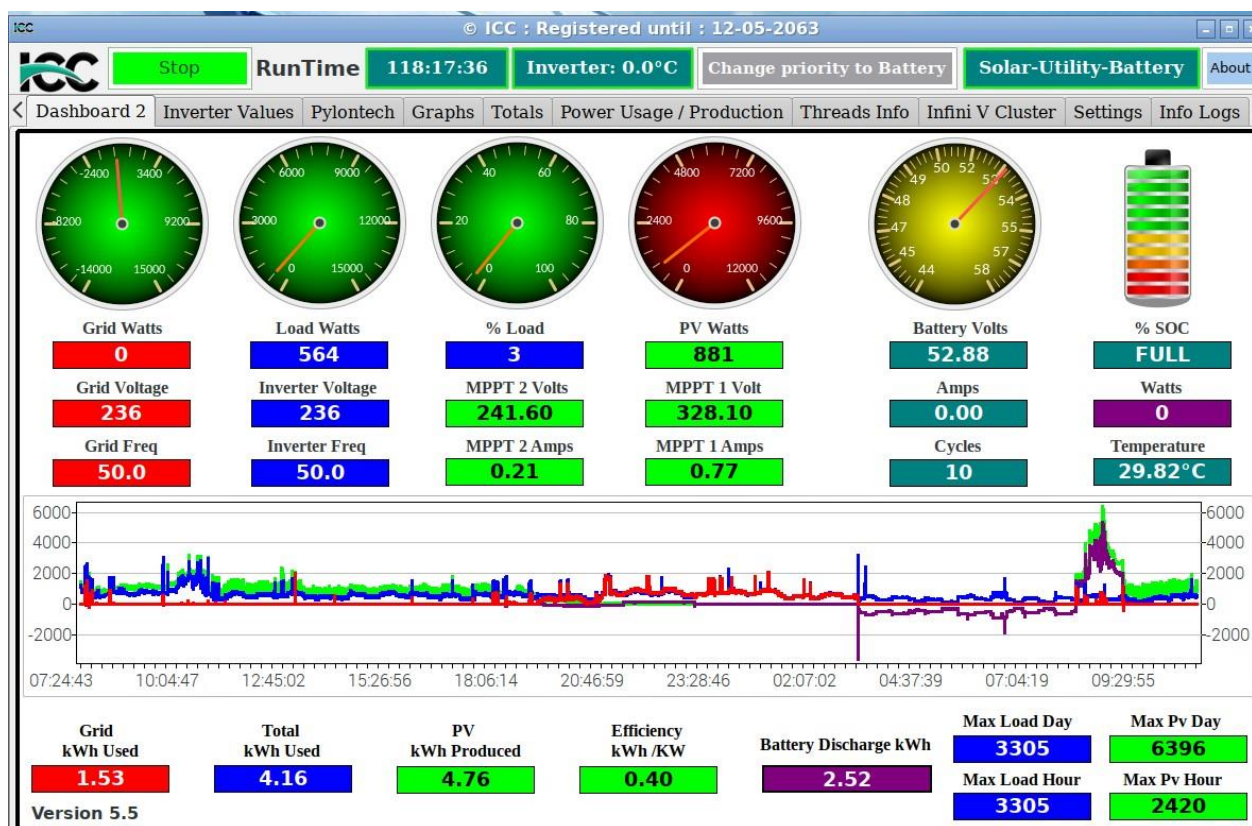 icc © ICC : Registered until : 12-05-2063
ICC Stop RunTime 118:17:36 Inverter: 0.0°C Change priority to Battery Solar-Utility-Battery About
Dashboard 2 Inverter Values Pylontech Graphs Totals Power Usage / Production Threads Info Infini V Cluster Settings Info Logs
-2400 3400
-8200 9200
-14000 15000
6000 9000
3000 12000
0 15000
40 60
20 80
0 100
4800 7200
2400 9600
0 12000
50 52
49 53
48 54
47 55
45 57
44 58
Grid Watts Load Watts % Load PV Watts Battery Volts % SOC
0 564 3 881 52.88 FULL
Grid Voltage Inverter Voltage MPPT 2 Volts MPPT 1 Volt Amps Watts
236 236 241.60 328.10 0.00 0
Grid Freq Inverter Freq MPPT 2 Amps MPPT 1 Amps Cycles Temperature
50.0 50.0 0.21 0.77 10 29.82°C
6000 6000
4000 4000
2000 2000
0 0
-2000 -2000
07:24:43 10:04:47 12:45:02 15:26:56 18:06:14 20:46:59 23:28:46 02:07:02 04:37:39 07:04:19 09:29:55
Grid kWh Used
1.53
Total kWh Used
4.16
PV kWh Produced
4.76
Efficiency kWh /KW
0.40
Battery Discharge kWh
2.52
Max Load Day Max Pv Day
3305 6396
Max Load Hour Max Pv Hour
3305 2420
Version 5.5